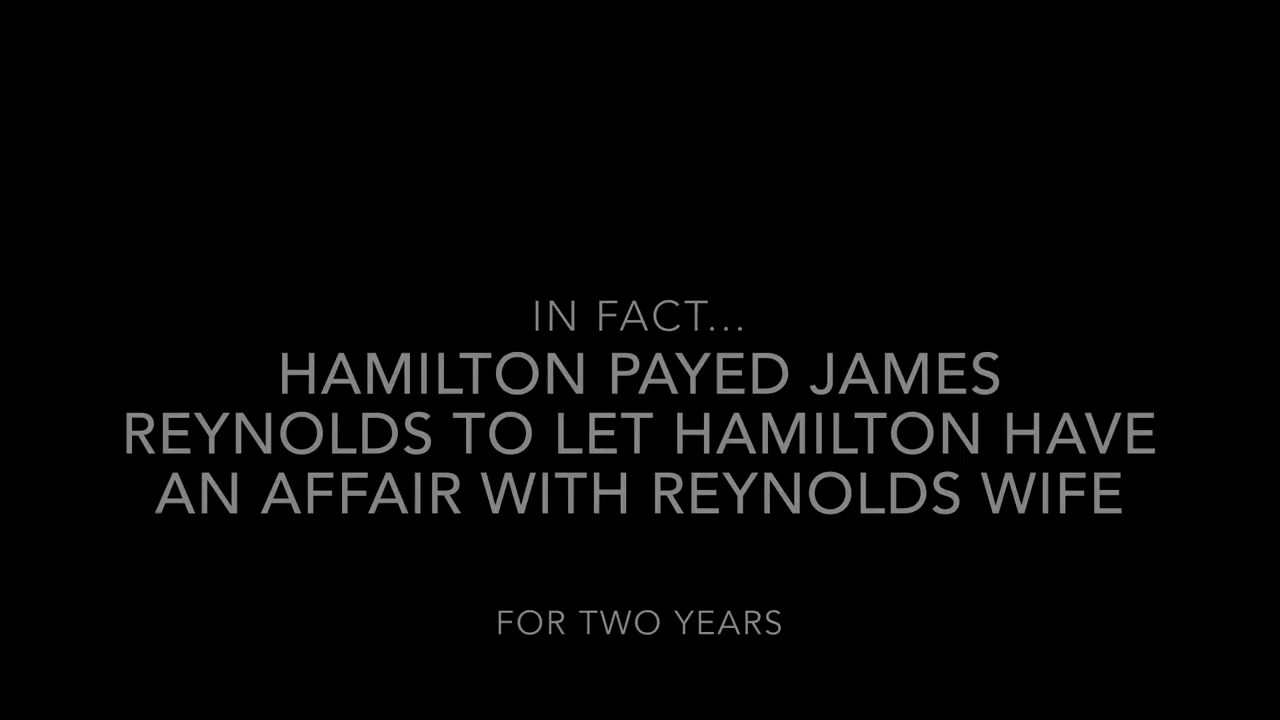 IN FACT...
HAMILTON PAYED JAMES
REYNOLDS TO LET HAMILTON HAVE
AN AFFAIR WITH REYNOLDS WIFE
FOR TWO YEARS